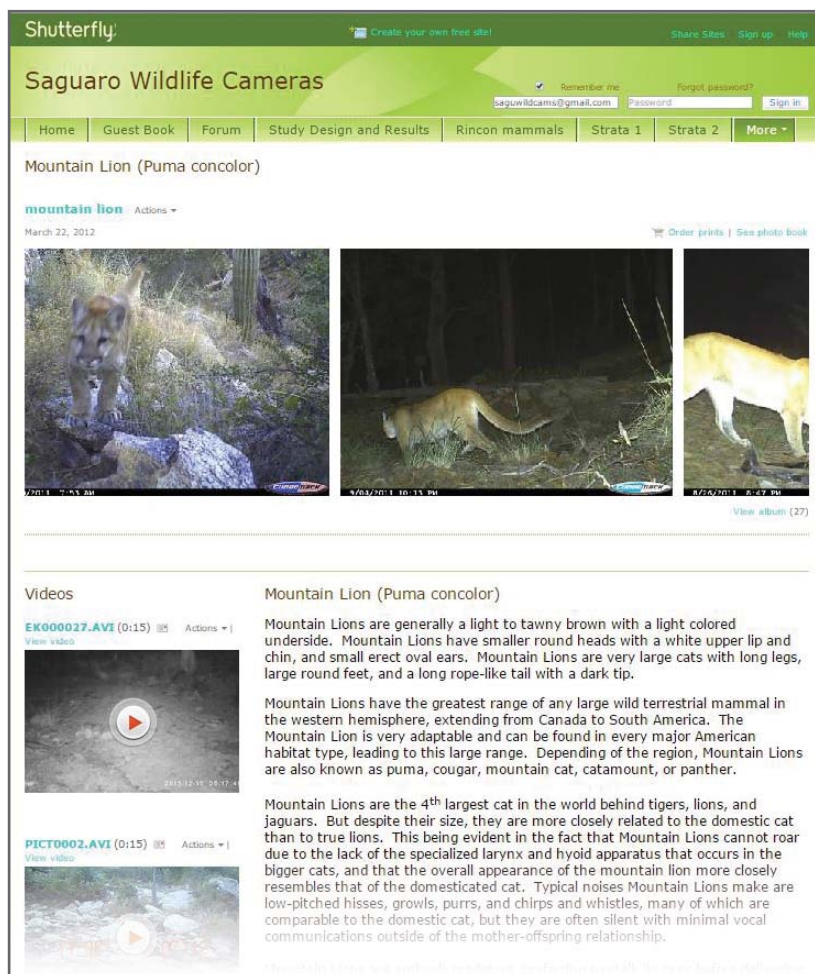 Shutterfly
Create your own free site!
Share Sites Sign up Help
Saguaro Wildlife Cameras
Remember me Forgot password?
saguwildcams@gmail.com Password Sign in
Home Guest Book Forum Study Design and Results Rincon mammals Strata 1 Strata 2 More
Mountain Lion (Puma concolor)
mountain lion Actions
March 22, 2012
Order prints | See photo book
/2011 7:53 AM
9/04/2011 10:13 PM
8/26/2011 8:47 PM
View album (27)
Videos
EK000027.AVI (0:15) Actions |
View video
PICT0002.AVI (0:15) Actions |
View video
Mountain Lion (Puma concolor)
Mountain Lions are generally a light to tawny brown with a light colored
underside. Mountain Lions have smaller round heads with a white upper lip and
chin, and small erect oval ears. Mountain Lions are very large cats with long legs,
large round feet, and a long rope-like tail with a dark tip.
Mountain Lions have the greatest range of any large wild terrestrial mammal in
the western hemisphere, extending from Canada to South America. The
Mountain Lion is very adaptable and can be found in every major American
habitat type, leading to this large range. Depending of the region, Mountain Lions
are also known as puma, cougar, mountain cat, catamount, or panther.
Mountain Lions are the 4th largest cat in the world behind tigers, lions, and
jaguars. But despite their size, they are more closely related to the domestic cat
than to true lions. This being evident in the fact that Mountain Lions cannot roar
due to the lack of the specialized larynx and hyoid apparatus that occurs in the
bigger cats, and that the overall appearance of the mountain lion more closely
resembles that of the domesticated cat. Typical noises Mountain Lions make are
low-pitched hisses, growls, purrs, and chirps and whistles, many of which are
comparable to the domestic cat, but they are often silent with minimal vocal
communications outside of the mother-offspring relationship.